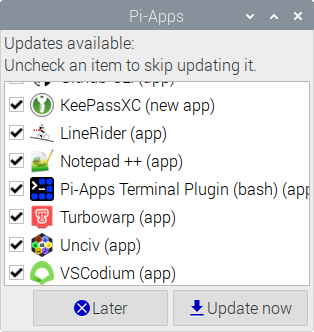 Pi-Apps
Updates available:
Uncheck an item to skip updating it.
KeePassXC (new app)
LineRider (app)
Notepad ++ (app)
Pi-Apps Terminal Plugin (bash) (app
Turbowarp (app)
Unciv (app)
VSCodium (app)
Later
Update now